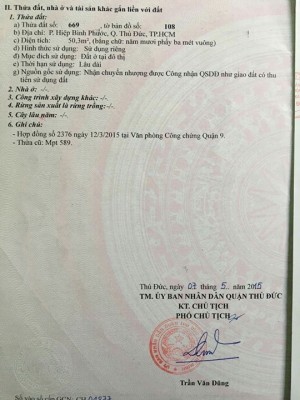 II. Thửa đất, nhà ở và tài sản khác gắn liền với đất
1. Thửa đất:
a) Thửa đất số: 669, tờ bản đồ số: 108
b) Địa chỉ: P. Hiệp Bình Phước, Q. Thủ Đức, TP.HCM
c) Diện tích: 50,3m², (bằng chữ: năm mươi phẩy ba mét vuông)
d) Hình thức sử dụng: Sử dụng riêng
đ) Mục đích sử dụng: Đất ở tại đô thị
e) Thời hạn sử dụng: Lâu dài
g) Nguồn gốc sử dụng: Nhận chuyển nhượng được Công nhận QSDĐ như giao đất có thu
tiền sử dụng đất
2. Nhà ở: -/-
3. Công trình xây dựng khác: -/-
4. Rừng sản xuất là rừng trồng: -/-
5. Cây lâu năm: -/-
6. Ghi chú:
- Hợp đồng số 2376 ngày 12/3/2015 tại Văn phòng Công chứng Quận 9.
- Thửa cũ: Mpt 589.
Thủ Đức, ngày 07 tháng 5 năm 2015
TM. ỦY BAN NHÂN DÂN QUẬN THỦ ĐỨC
KT. CHỦ TỊCH
PHÓ CHỦ TỊCH
Trần Văn Dũng
Số vào sổ cấp GCN: